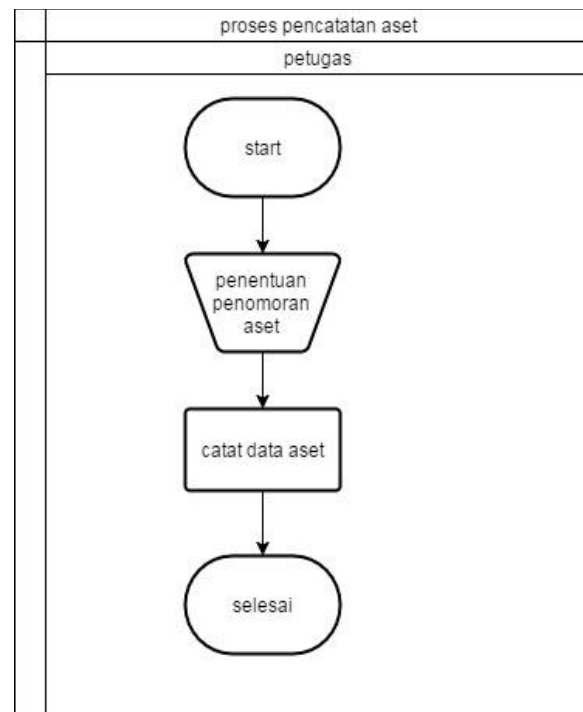 proses pencatatan aset
petugas
start
penentuan
penomoran
aset
catat data aset
selesai